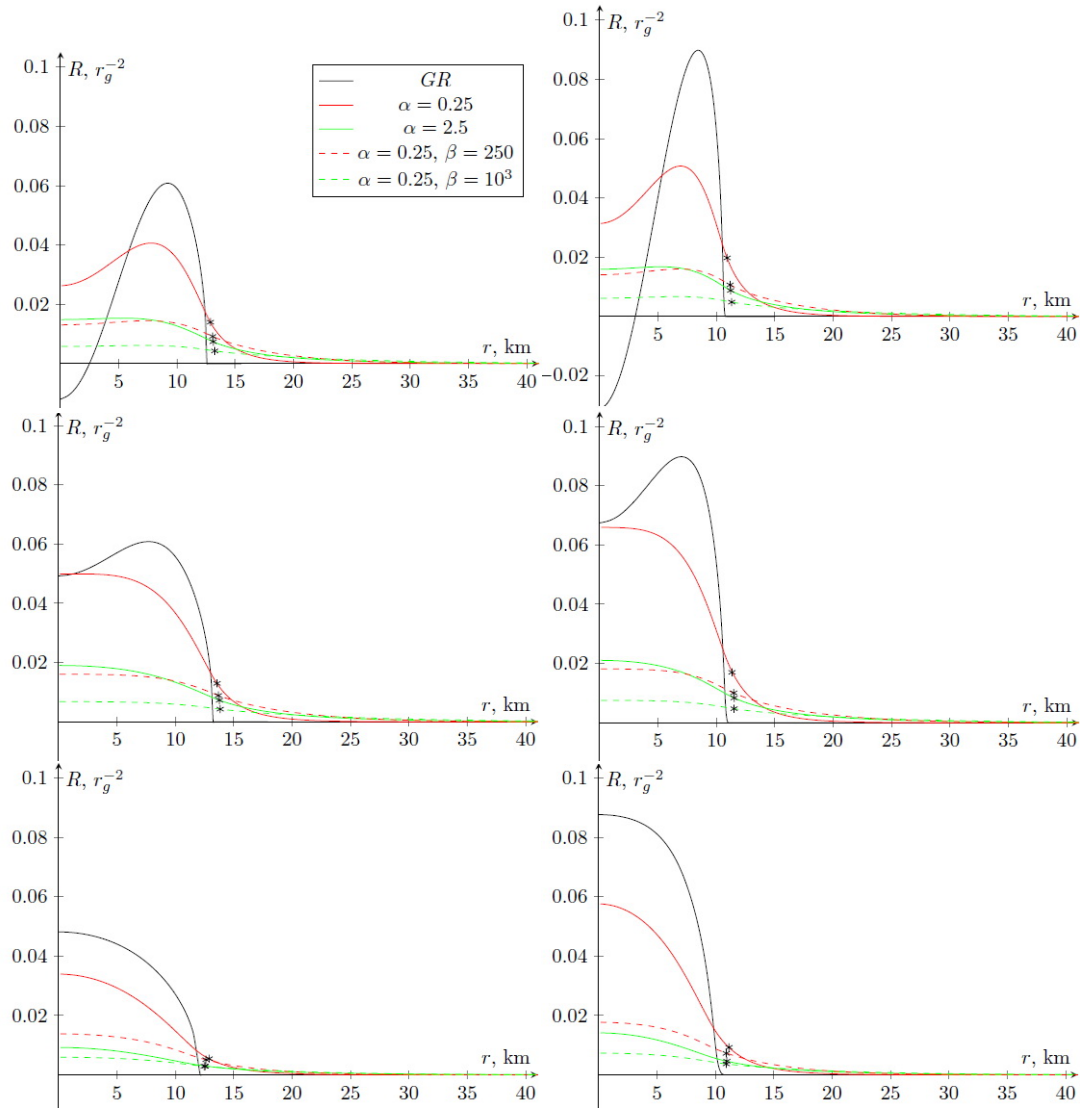 0.1
R, r_g^{-2}
0.08
0.06
0.04
0.02
5 10 15 20 25 30 35 40
r, km
GR
α = 0.25
α = 2.5
α = 0.25, β = 250
α = 0.25, β = 10^3
0.1
R, r_g^{-2}
0.08
0.06
0.04
0.02
−0.02
5 10 15 20 25 30 35 40
r, km
0.1
R, r_g^{-2}
0.08
0.06
0.04
0.02
5 10 15 20 25 30 35 40
r, km
0.1
R, r_g^{-2}
0.08
0.06
0.04
0.02
5 10 15 20 25 30 35 40
r, km
0.1
R, r_g^{-2}
0.08
0.06
0.04
0.02
5 10 15 20 25 30 35 40
r, km
0.1
R, r_g^{-2}
0.08
0.06
0.04
0.02
5 10 15 20 25 30 35 40
r, km